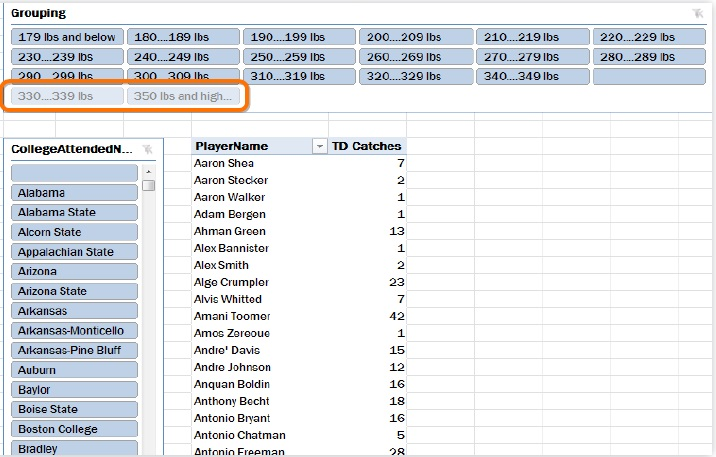 Grouping
179 lbs and below 180....189 lbs 190....199 lbs 200....209 lbs 210....219 lbs 220....229 lbs
230....239 lbs 240....249 lbs 250....259 lbs 260....269 lbs 270....279 lbs 280....289 lbs
290....299 lbs 300....309 lbs 310....319 lbs 320....329 lbs 340....349 lbs
330....339 lbs 350 lbs and high...
CollegeAttendedN...
Alabama
Alabama State
Alcorn State
Appalachian State
Arizona
Arizona State
Arkansas
Arkansas-Monticello
Arkansas-Pine Bluff
Auburn
Baylor
Boise State
Boston College
Bradley
PlayerName TD Catches
Aaron Shea 7
Aaron Stecker 2
Aaron Walker 1
Adam Bergen 1
Ahman Green 13
Alex Bannister 1
Alex Smith 2
Alge Crumpler 23
Alvis Whitted 7
Amani Toomer 42
Amos Zereoue 1
Andre' Davis 15
Andre Johnson 12
Anquan Boldin 16
Anthony Becht 18
Antonio Bryant 16
Antonio Chatman 5
Antonio Freeman 28